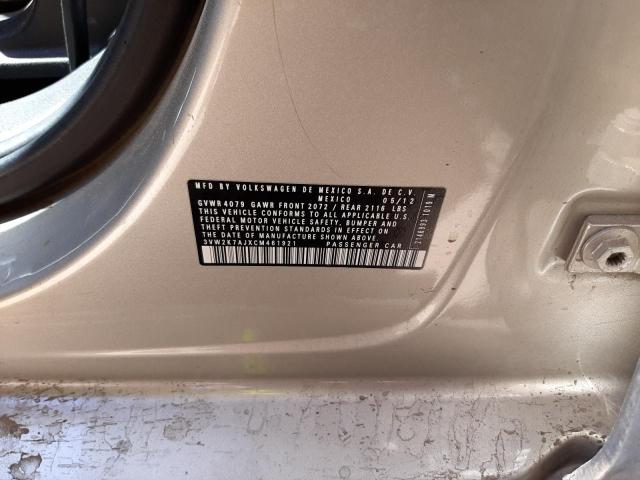 MFD BY VOLKSWAGEN DE MEXICO S.A. DE C.V.
MEXICO 05/12
GVWR 4079 GAWR FRONT 2072 / REAR 2116 LBS
THIS VEHICLE CONFORMS TO ALL APPLICABLE U.S.
FEDERAL MOTOR VEHICLE SAFETY, BUMPER AND
THEFT PREVENTION STANDARDS IN EFFECT ON
THE DATE OF MANUFACTURE SHOWN ABOVE.
3VW2K7AJXCM461921 PASSENGER CAR
2146993 1019 M